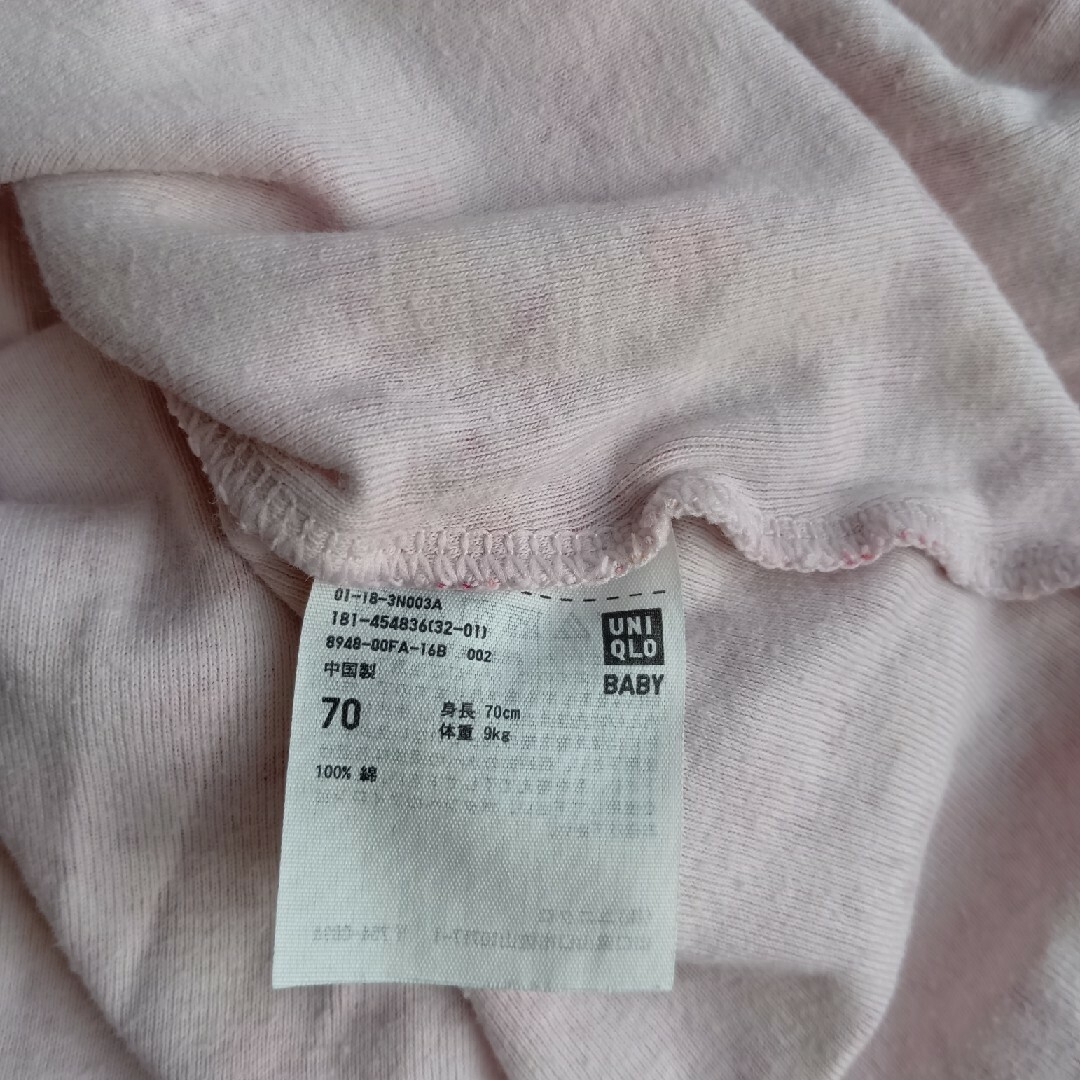 01-18-3N003A
181-454836(32-01)
8948-00FA-16B 002
中国製
UNI
QLO
BABY
70
身長 70cm
体重 9kg
100% 綿